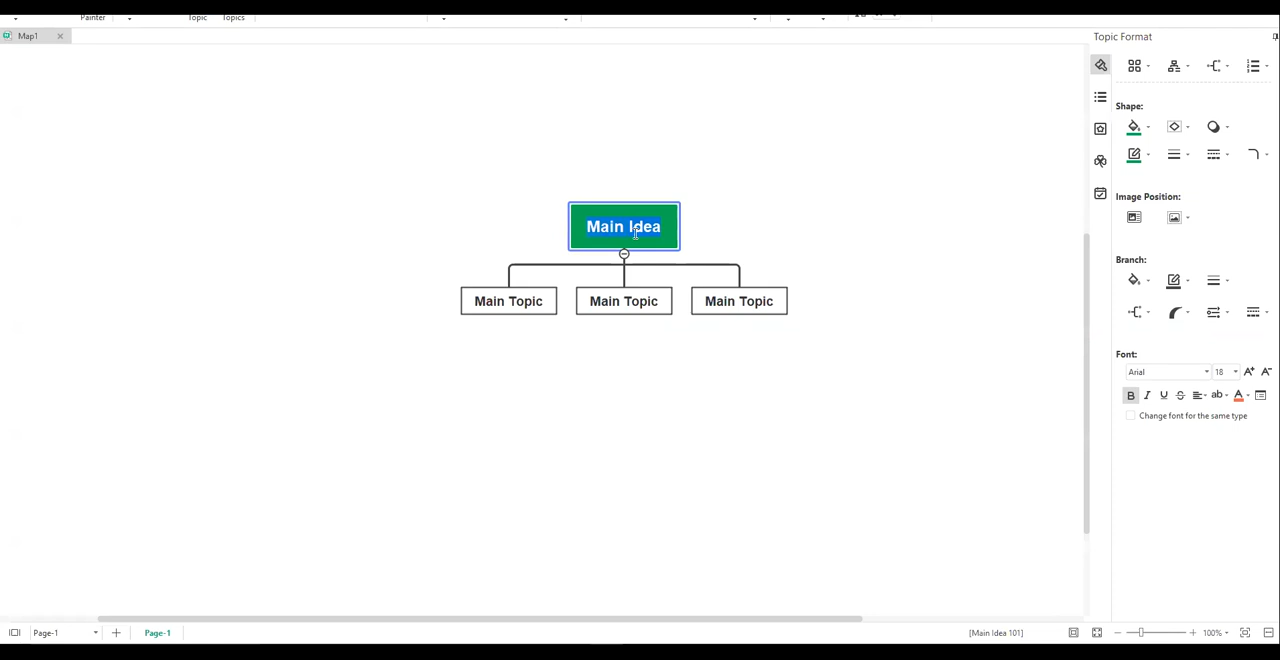 Painter Topic Topics
Map1
Topic Format
Shape:
Main Idea
Image Position:
Branch:
Main Topic Main Topic Main Topic
Font:
Arial 18 A+ A-
B I U S ab A
Change font for the same type
Page-1 Page-1 [Main Idea 101] 100%